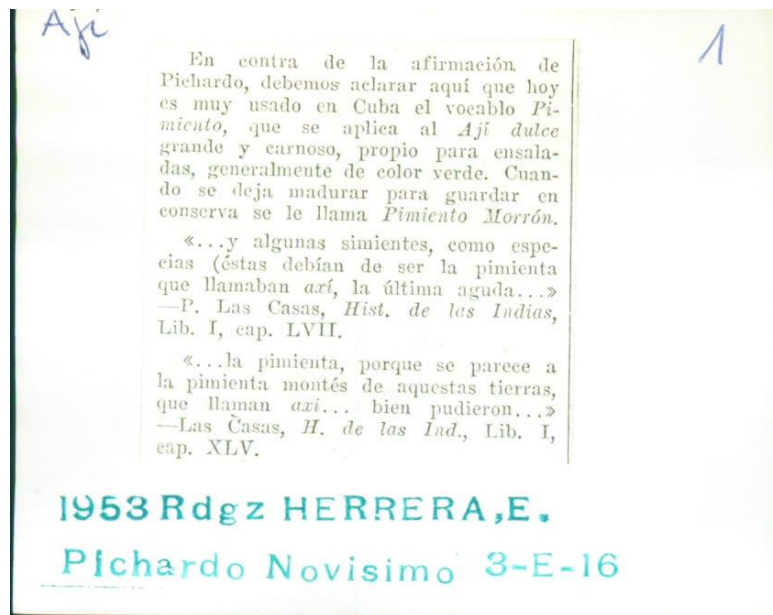 Ají
1
En contra de la afirmación de
Pichardo, debemos aclarar aquí que hoy
es muy usado en Cuba el vocablo Pi-
miento, que se aplica al Ají dulce
grande y carnoso, propio para ensala-
das, generalmente de color verde. Cuan-
do se deja madurar para guardar en
conserva se le llama Pimiento Morrón.
«...y algunas simientes, como espe-
cias (éstas debían de ser la pimienta
que llamaban axí, la última aguda...»
—P. Las Casas, Hist. de las Indias,
Lib. I, cap. LVII.
«...la pimienta, porque se parece a
la pimienta montés de aquestas tierras,
que llaman axi... bien pudieron...»
—Las Casas, H. de las Ind., Lib. I,
cap. XLV.
1953 Rdgz HERRERA,E.
Pichardo Novisimo 3-E-16